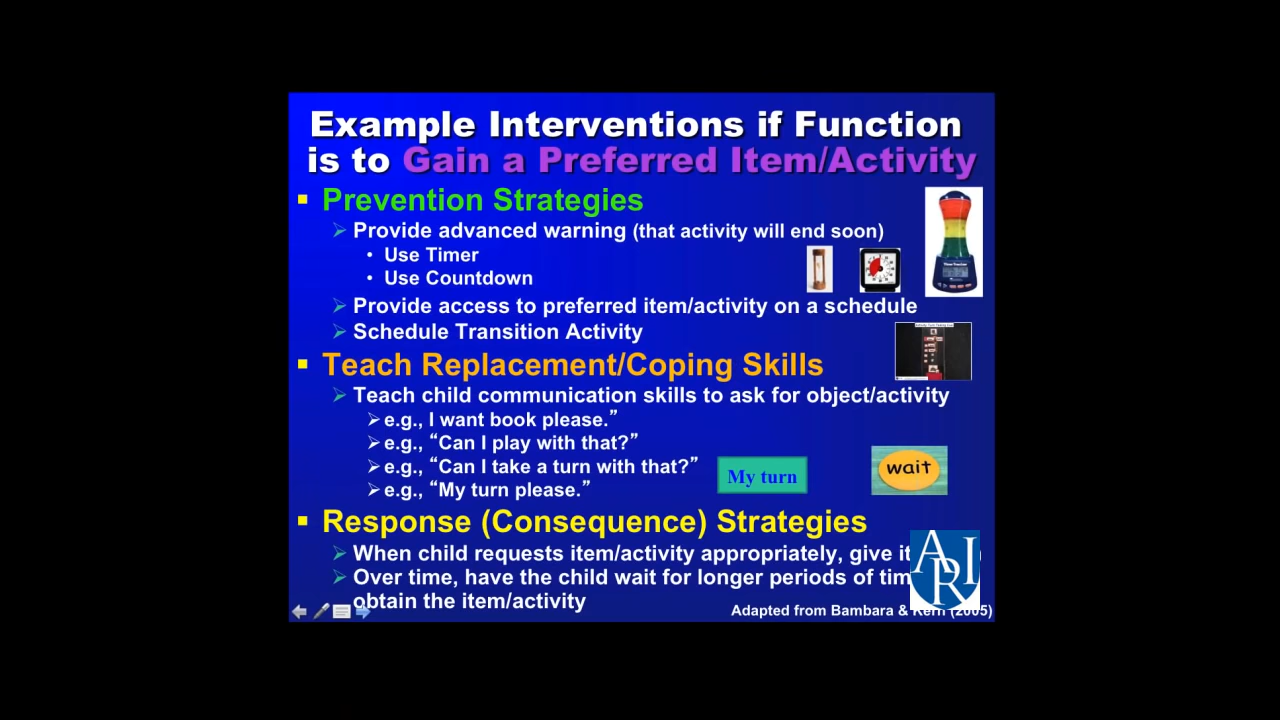 Example Interventions if Function
is to Gain a Preferred Item/Activity
Prevention Strategies
Provide advanced warning (that activity will end soon)
• Use Timer
• Use Countdown
Provide access to preferred item/activity on a schedule
Schedule Transition Activity
Teach Replacement/Coping Skills
Teach child communication skills to ask for object/activity
e.g., I want book please.”
e.g., “Can I play with that?”
e.g., “Can I take a turn with that?”
e.g., “My turn please.”
My turn
wait
Response (Consequence) Strategies
When child requests item/activity appropriately, give it
Over time, have the child wait for longer periods of
obtain the item/activity
ARI
Adapted from Bambara & Kern (2005)